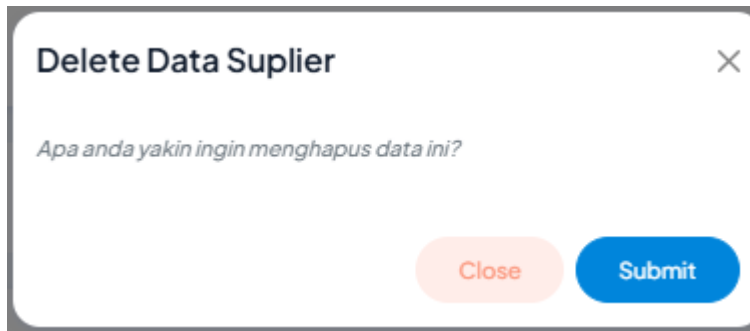 Delete Data Suplier
Apa anda yakin ingin menghapus data ini?
Close
Submit